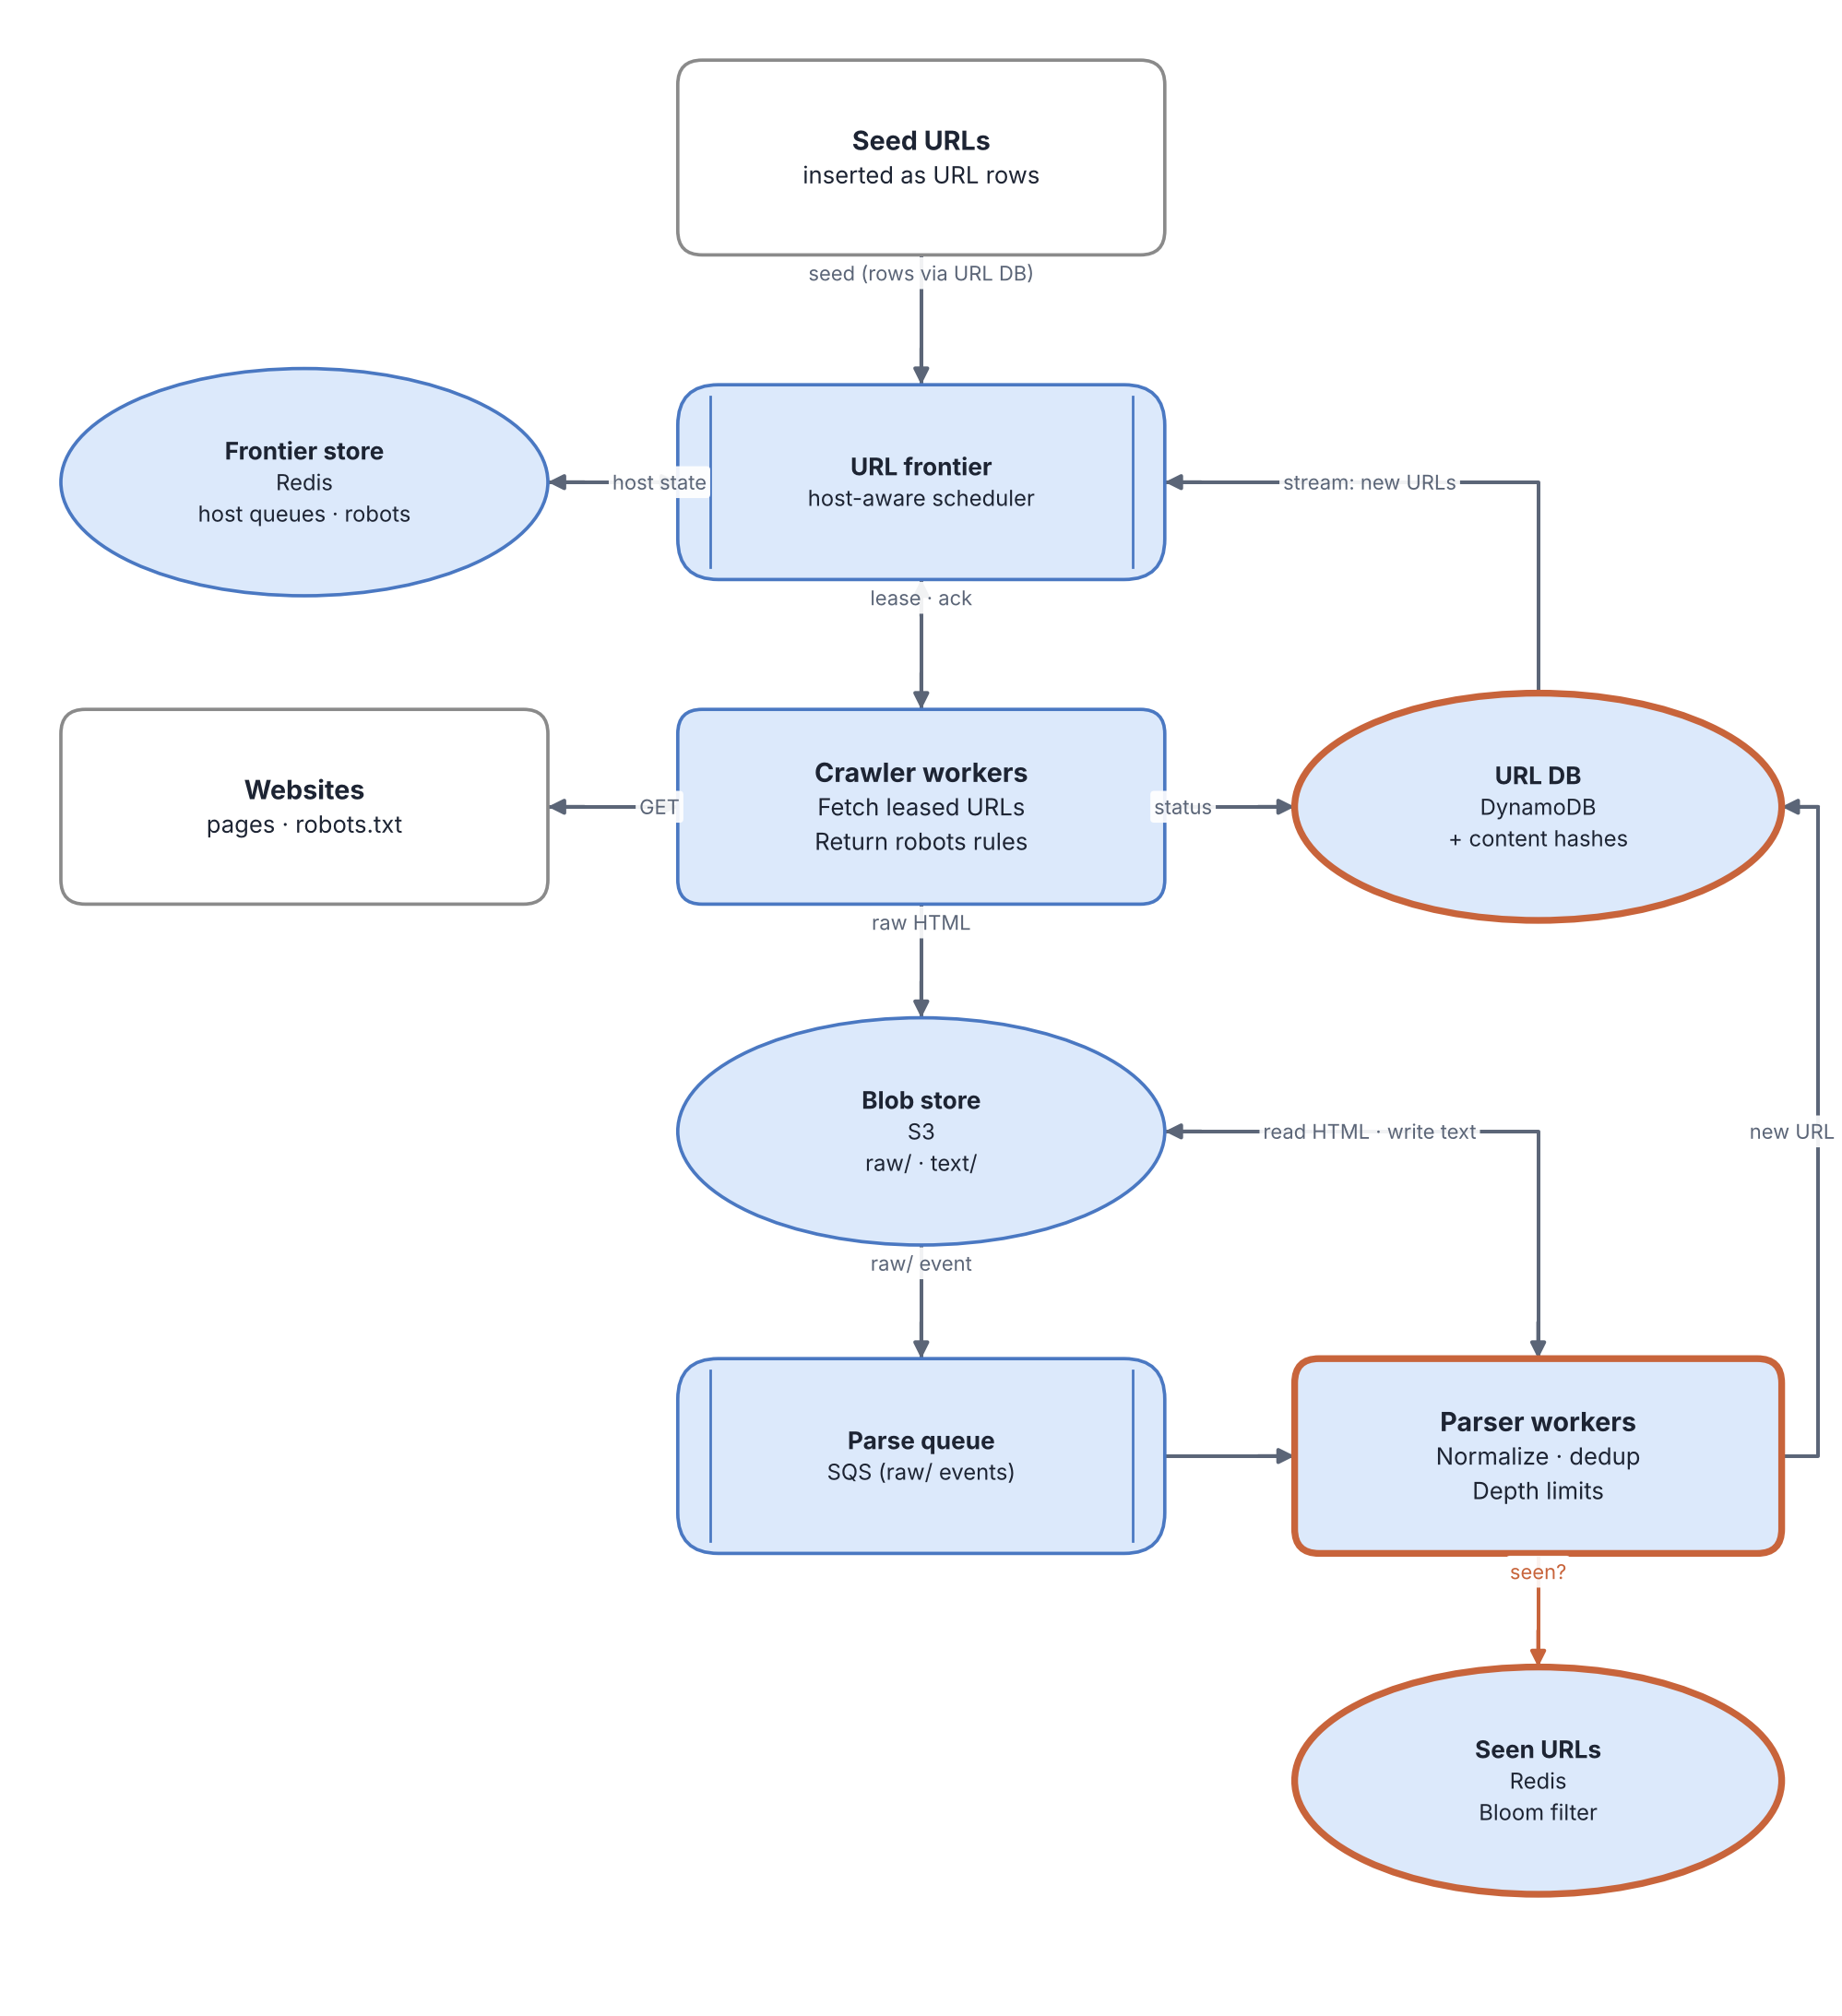 Seed URLs
inserted as URL rows
seed (rows via URL DB)
Frontier store
Redis
host queues · robots
host state
URL frontier
host-aware scheduler
stream: new URLs
lease · ack
Websites
pages · robots.txt
GET
Crawler workers
Fetch leased URLs
Return robots rules
status
URL DB
DynamoDB
+ content hashes
raw HTML
Blob store
S3
raw/ · text/
read HTML · write text
new URL
raw/ event
Parse queue
SQS (raw/ events)
Parser workers
Normalize · dedup
Depth limits
seen?
Seen URLs
Redis
Bloom filter